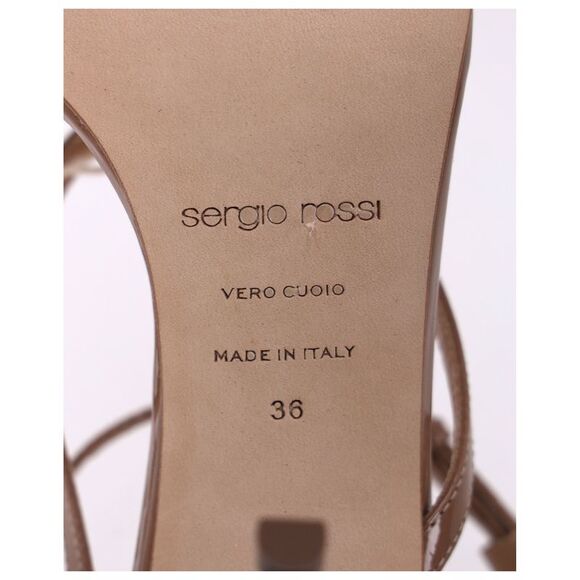 sergio rossi
VERO CUOIO
MADE IN ITALY
36